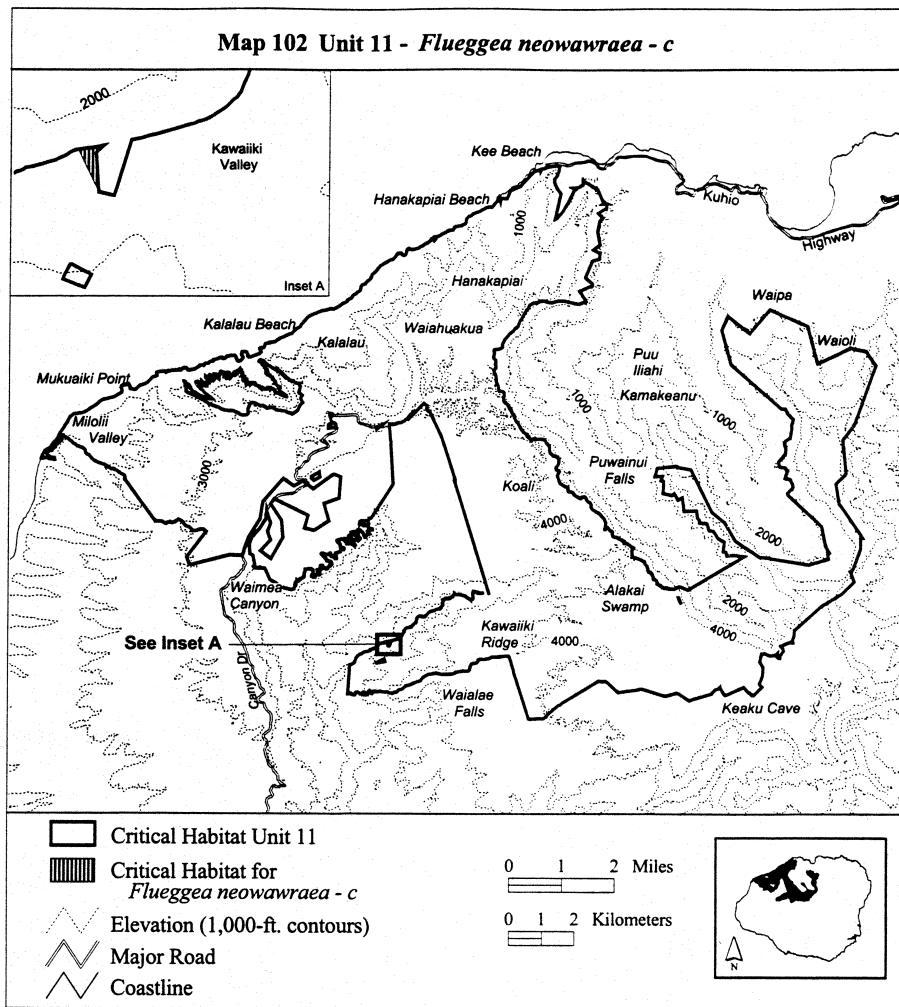 Map 102 Unit 11 - Flueggea neowawraea - c
2000
Kawaiiki
Valley
Inset A
Kee Beach
Hanakapiai Beach
1000
Kuhio
Highway
Hanakapiai
Waipa
Kalalau Beach
Kalalau
Waiahuakua
Waioli
Puu
Iliahi
Mukuaiki Point
1000
Kamakeanu
1000
Milolii
Valley
3000
Puwainui
Falls
Koali
4000
2000
Waimea
Canyon
Alakai
Swamp
2000
See Inset A
Kawaiiki
Ridge
4000
4000
Canyon Dr
Waialae
Falls
Keaku Cave
Critical Habitat Unit 11
Critical Habitat for
Flueggea neowawraea - c
Elevation (1,000-ft. contours)
Major Road
Coastline
0 1 2 Miles
0 1 2 Kilometers
N